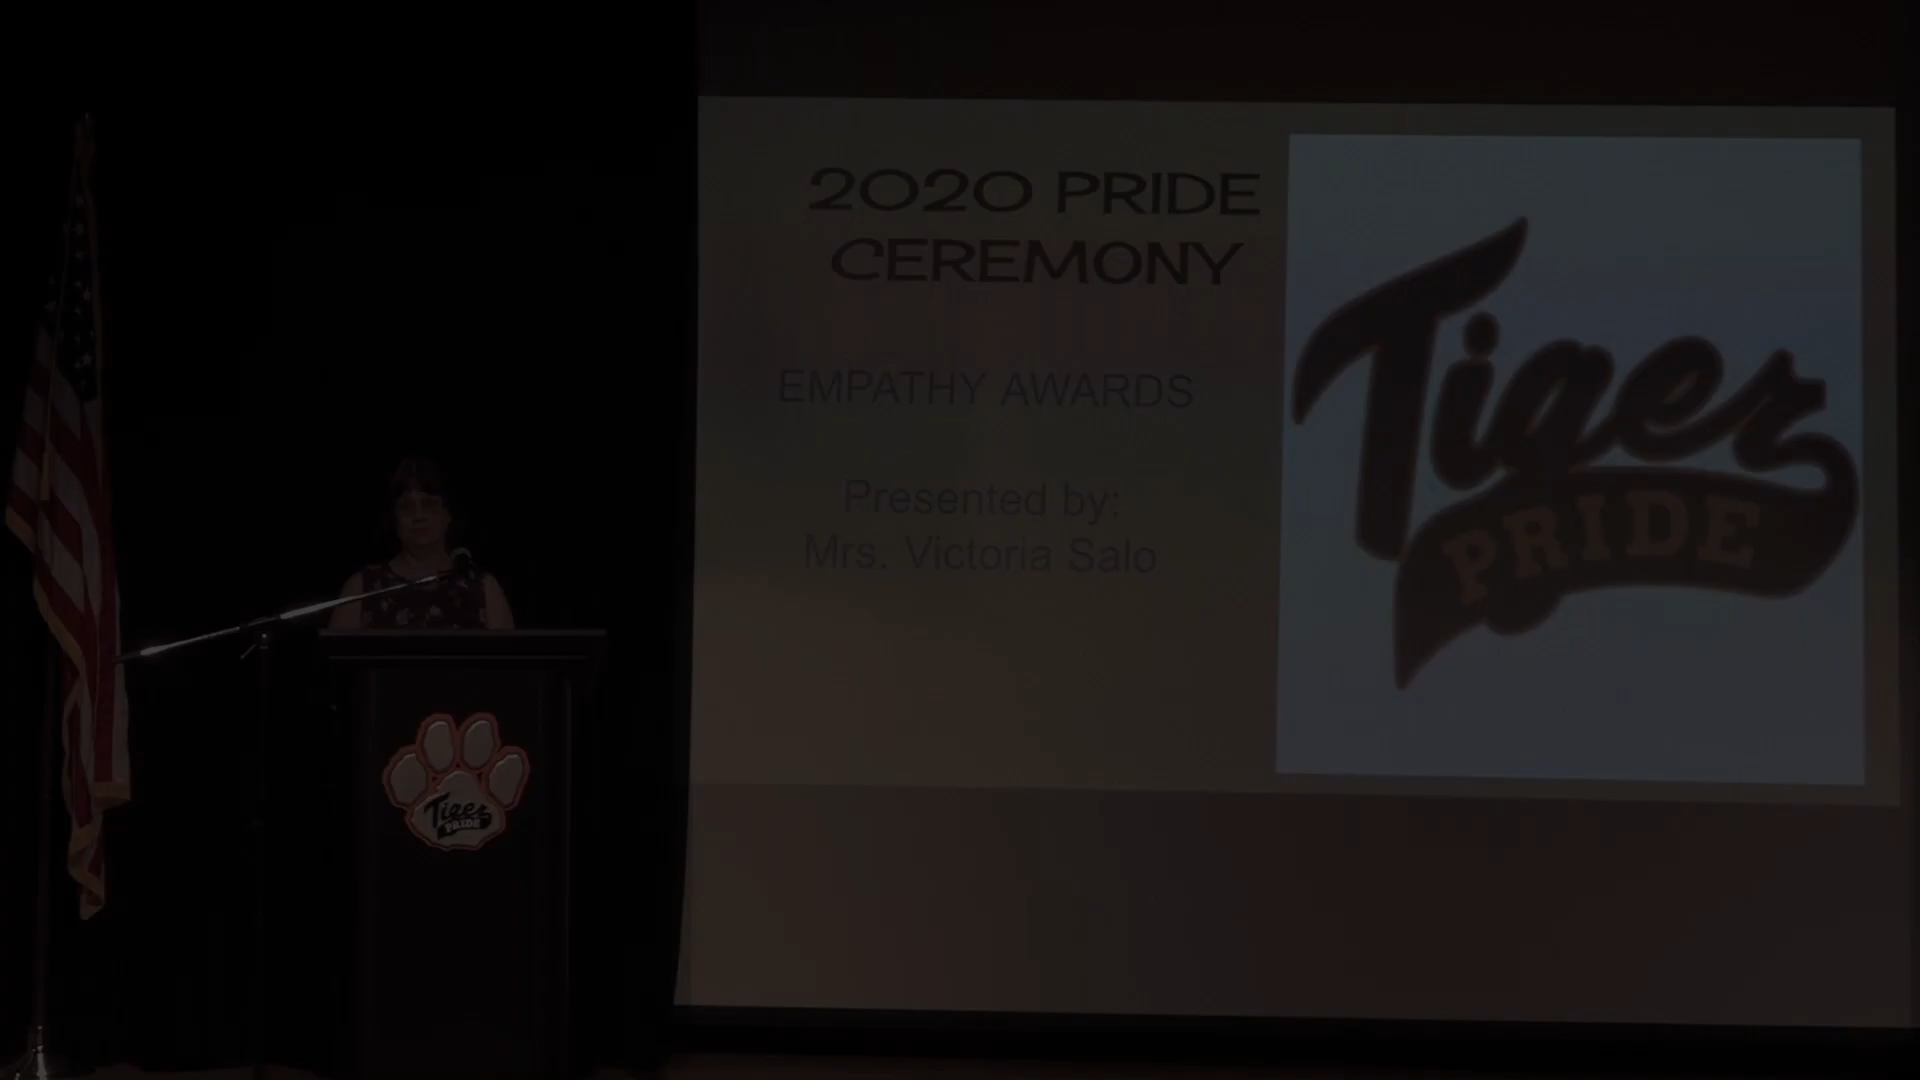 2020 PRIDE
CEREMONY
EMPATHY AWARDS
Presented by:
Mrs. Victoria Salo
Tiger
PRIDE
Tiger
PRIDE